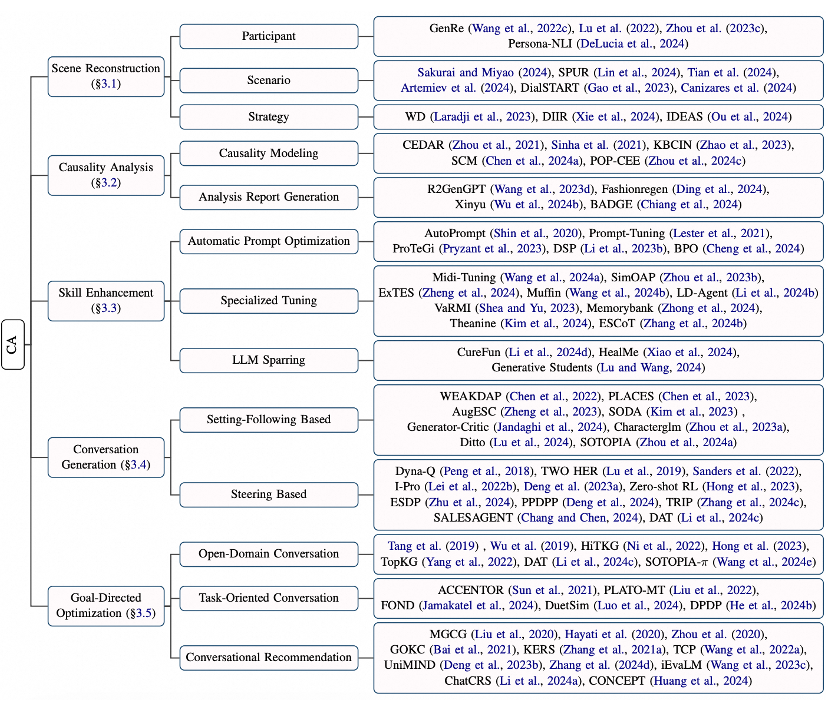 CA
Scene Reconstruction
(§3.1)
Participant
GenRe (Wang et al., 2022c), Lu et al. (2022), Zhou et al. (2023c),
Persona-NLI (DeLucia et al., 2024)
Scenario
Sakurai and Miyao (2024), SPUR (Lin et al., 2024), Tian et al. (2024),
Artemiev et al. (2024), DialSTART (Gao et al., 2023), Canizares et al. (2024)
Strategy
WD (Laradji et al., 2023), DIIR (Xie et al., 2024), IDEAS (Ou et al., 2024)
Causality Analysis
(§3.2)
Causality Modeling
CEDAR (Zhou et al., 2021), Sinha et al. (2021), KBCIN (Zhao et al., 2023),
SCM (Chen et al., 2024a), POP-CEE (Zhou et al., 2024c)
Analysis Report Generation
R2GenGPT (Wang et al., 2023d), Fashionregen (Ding et al., 2024),
Xinyu (Wu et al., 2024b), BADGE (Chiang et al., 2024)
Skill Enhancement
(§3.3)
Automatic Prompt Optimization
AutoPrompt (Shin et al., 2020), Prompt-Tuning (Lester et al., 2021),
ProTeGi (Pryzant et al., 2023), DSP (Li et al., 2023b), BPO (Cheng et al., 2024)
Specialized Tuning
Midi-Tuning (Wang et al., 2024a), SimOAP (Zhou et al., 2023b),
ExTES (Zheng et al., 2024), Muffin (Wang et al., 2024b), LD-Agent (Li et al., 2024b)
VaRMI (Shea and Yu, 2023), Memorybank (Zhong et al., 2024),
Theanine (Kim et al., 2024), ESCoT (Zhang et al., 2024b)
LLM Sparring
CureFun (Li et al., 2024d), HealMe (Xiao et al., 2024),
Generative Students (Lu and Wang, 2024)
Conversation
Generation (§3.4)
Setting-Following Based
WEAKDAP (Chen et al., 2022), PLACES (Chen et al., 2023),
AugESC (Zheng et al., 2023), SODA (Kim et al., 2023) ,
Generator-Critic (Jandaghi et al., 2024), Characterglm (Zhou et al., 2023a),
Ditto (Lu et al., 2024), SOTOPIA (Zhou et al., 2024a)
Steering Based
Dyna-Q (Peng et al., 2018), TWO HER (Lu et al., 2019), Sanders et al. (2022),
I-Pro (Lei et al., 2022b), Deng et al. (2023a), Zero-shot RL (Hong et al., 2023),
ESDP (Zhu et al., 2024), PPDPP (Deng et al., 2024), TRIP (Zhang et al., 2024c),
SALESAGENT (Chang and Chen, 2024), DAT (Li et al., 2024c)
Goal-Directed
Optimization (§3.5)
Open-Domain Conversation
Tang et al. (2019) , Wu et al. (2019), HiTKG (Ni et al., 2022), Hong et al. (2023),
TopKG (Yang et al., 2022), DAT (Li et al., 2024c), SOTOPIA-π (Wang et al., 2024e)
Task-Oriented Conversation
ACCENTOR (Sun et al., 2021), PLATO-MT (Liu et al., 2022),
FOND (Jamakatel et al., 2024), DuetSim (Luo et al., 2024), DPDP (He et al., 2024b)
Conversational Recommendation
MGCG (Liu et al., 2020), Hayati et al. (2020), Zhou et al. (2020),
GOKC (Bai et al., 2021), KERS (Zhang et al., 2021a), TCP (Wang et al., 2022a),
UniMIND (Deng et al., 2023b), Zhang et al. (2024d), iEvaLM (Wang et al., 2023c),
ChatCRS (Li et al., 2024a), CONCEPT (Huang et al., 2024)